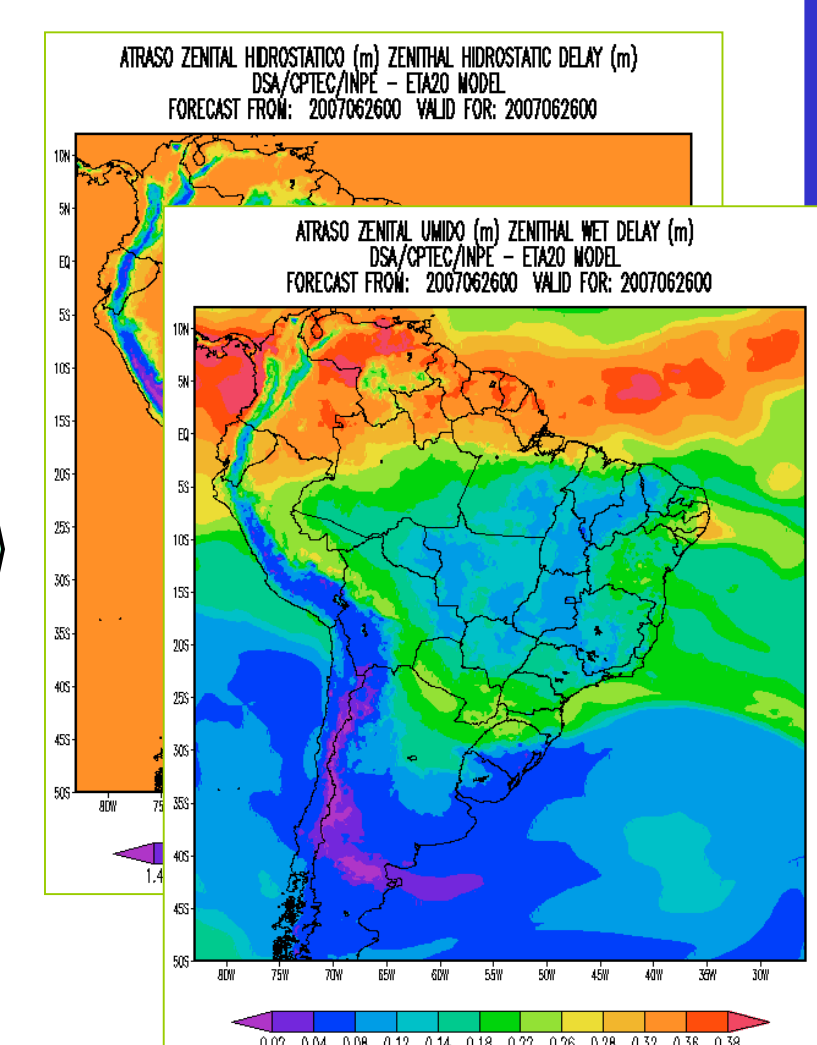 ATRASO ZENITAL HIDROSTATICO (m) ZENITHAL HYDROSTATIC DELAY (m)
DSA/CPTEC/INPE – ETA20 MODEL
FORECAST FROM: 2007062600 VALID FOR: 2007062600
10N
5N
EQ
5S
10S
15S
20S
25S
30S
35S
40S
45S
50S
80W
75
1.4
ATRASO ZENITAL UMIDO (m) ZENITHAL WET DELAY (m)
DSA/CPTEC/INPE – ETA20 MODEL
FORECAST FROM: 2007062600 VALID FOR: 2007062600
10N
5N
EQ
5S
10S
15S
20S
25S
30S
35S
40S
45S
50S
80W 75W 70W 65W 60W 55W 50W 45W 40W 35W 30W
0.02 0.04 0.08 0.12 0.14 0.18 0.22 0.26 0.28 0.32 0.36 0.38